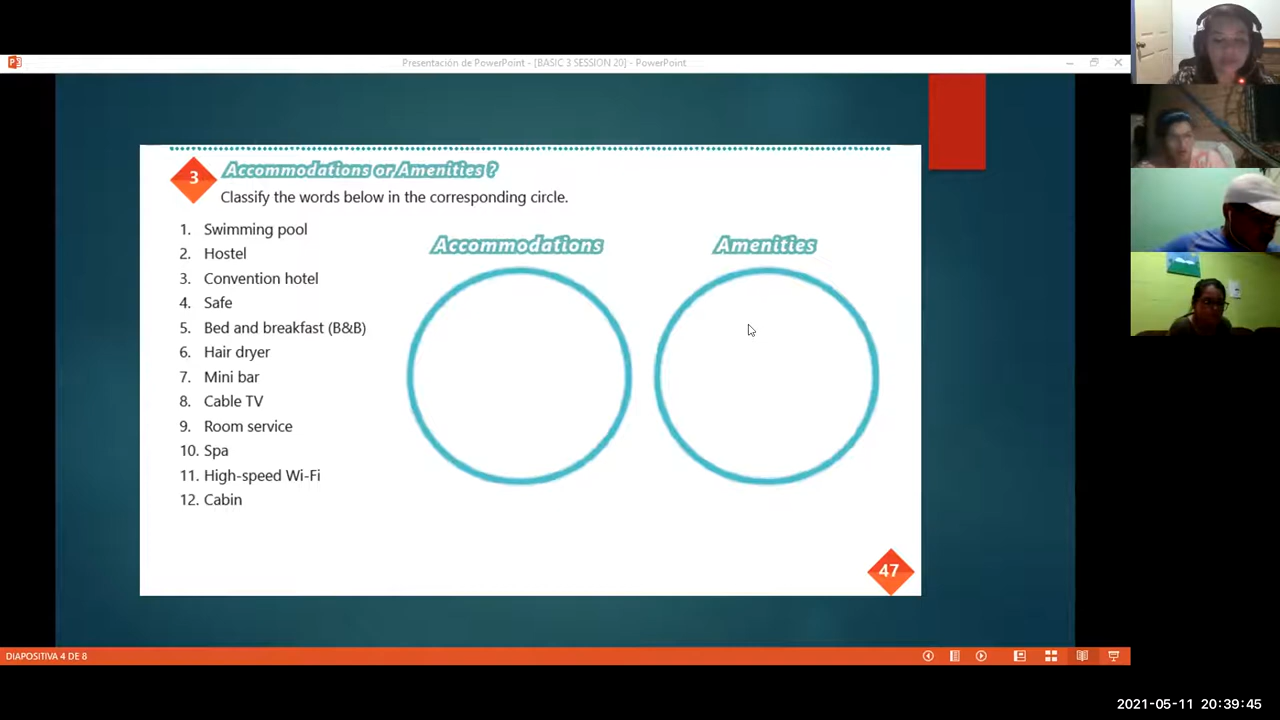 Presentación de PowerPoint - [BASIC 3 SESSION 20] - PowerPoint
3
Accommodations or Amenities ?
Classify the words below in the corresponding circle.
1. Swimming pool
2. Hostel
3. Convention hotel
4. Safe
5. Bed and breakfast (B&B)
6. Hair dryer
7. Mini bar
8. Cable TV
9. Room service
10. Spa
11. High-speed Wi-Fi
12. Cabin
Accommodations
Amenities
47
DIAPOSITIVA 4 DE 8
2021-05-11 20:39:45